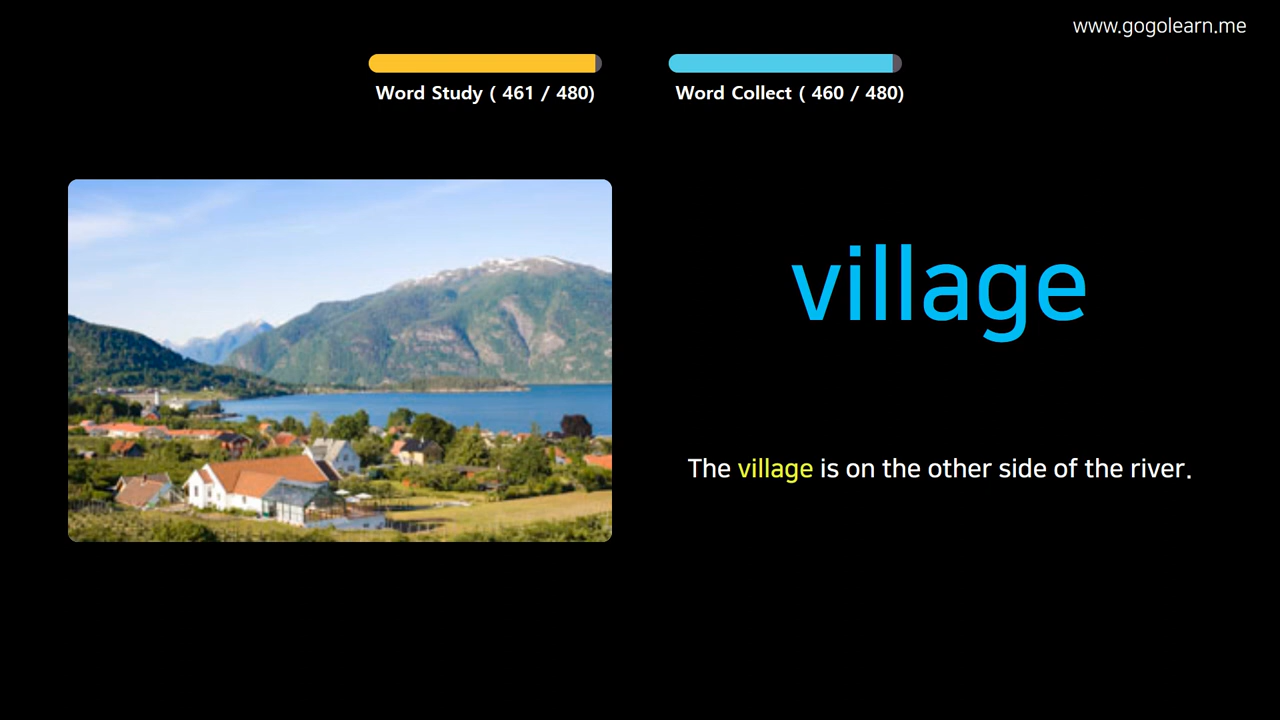 www.gogolearn.me
Word Study ( 461 / 480)
Word Collect ( 460 / 480)
village
The village is on the other side of the river.